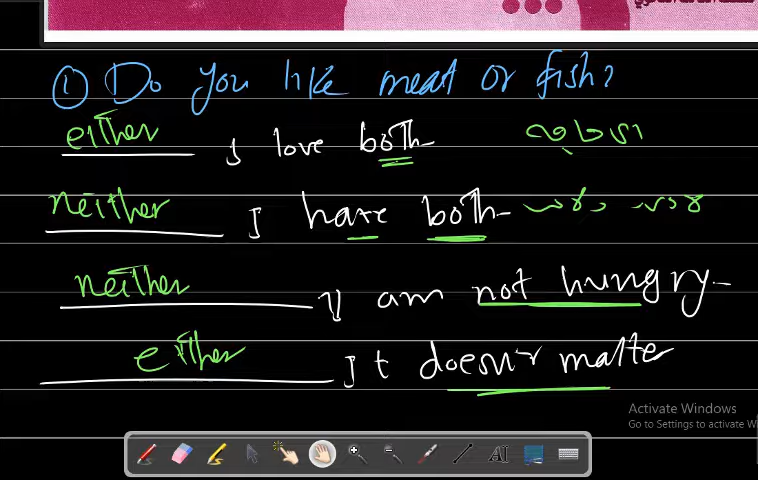 ① Do you like meat or fish?
either I love both
neither I hate both
neither I am not hungry
either It doesn't matter
Activate Windows
Go to Settings to activate W
AI